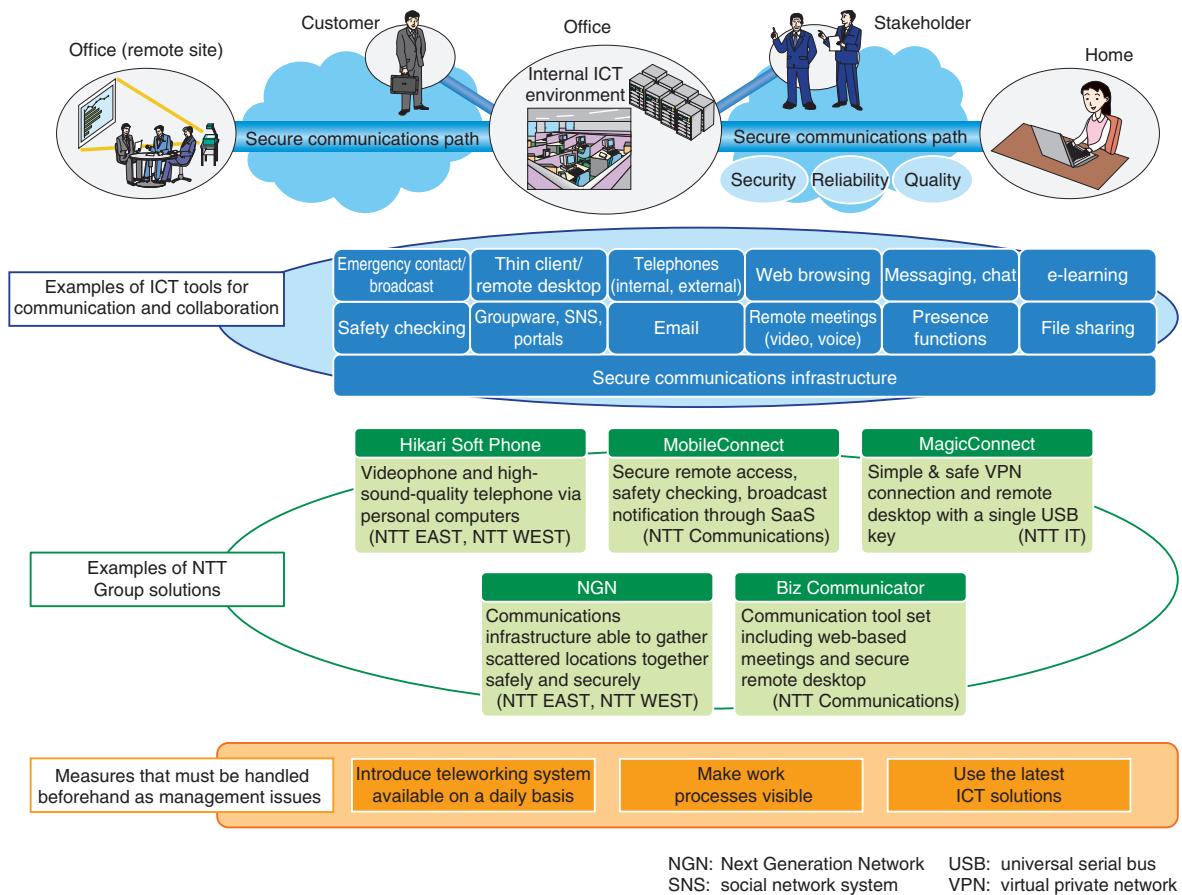 Office (remote site)
Customer
Office
Stakeholder
Home
Internal ICT
environment
Secure communications path
Secure communications path
Security
Reliability
Quality
Examples of ICT tools for
communication and collaboration
Emergency contact/
broadcast
Thin client/
remote desktop
Telephones
(internal, external)
Web browsing
Messaging, chat
e-learning
Safety checking
Groupware, SNS,
portals
Email
Remote meetings
(video, voice)
Presence
functions
File sharing
Secure communications infrastructure
Examples of NTT
Group solutions
Hikari Soft Phone
Videophone and high-
sound-quality telephone via
personal computers
(NTT EAST, NTT WEST)
MobileConnect
Secure remote access,
safety checking, broadcast
notification through SaaS
(NTT Communications)
MagicConnect
Simple & safe VPN
connection and remote
desktop with a single USB
key (NTT IT)
NGN
Communications
infrastructure able to gather
scattered locations together
safely and securely
(NTT EAST, NTT WEST)
Biz Communicator
Communication tool set
including web-based
meetings and secure
remote desktop
(NTT Communications)
Measures that must be handled
beforehand as management issues
Introduce teleworking system
available on a daily basis
Make work
processes visible
Use the latest
ICT solutions
NGN: Next Generation Network
SNS: social network system
USB: universal serial bus
VPN: virtual private network